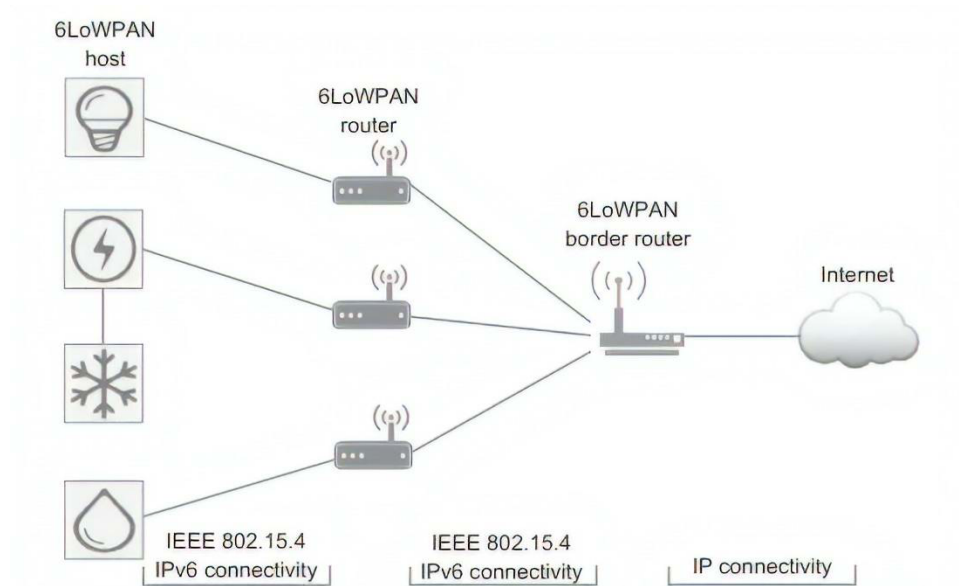 6LoWPAN
host
6LoWPAN
router
6LoWPAN
border router
Internet
IEEE 802.15.4
IPv6 connectivity
IEEE 802.15.4
IPv6 connectivity
IP connectivity